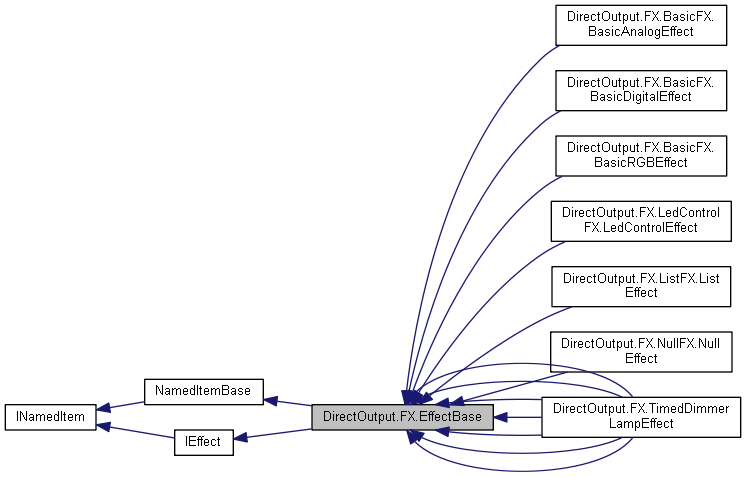 DirectOutput.FX.BasicFX.
BasicAnalogEffect
DirectOutput.FX.BasicFX.
BasicDigitalEffect
DirectOutput.FX.BasicFX.
BasicRGBEffect
DirectOutput.FX.LedControl
FX.LedControlEffect
DirectOutput.FX.ListFX.List
Effect
DirectOutput.FX.NullFX.Null
Effect
DirectOutput.FX.TimedDimmer
LampEffect
NamedItemBase
INamedItem
DirectOutput.FX.EffectBase
IEffect